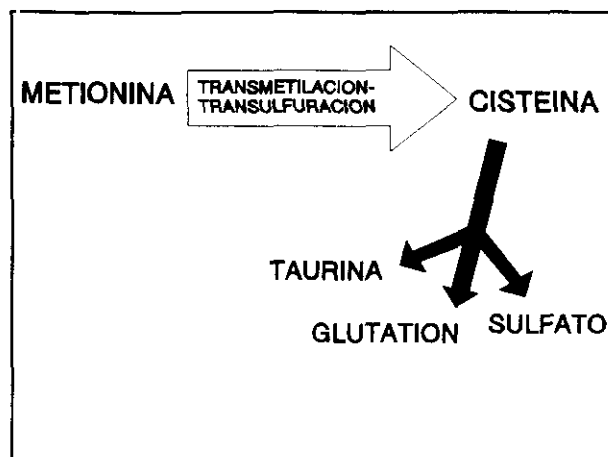 METIONINA
TRANSMETILACION-
TRANSULFURACION
CISTEINA
TAURINA
GLUTATION
SULFATO